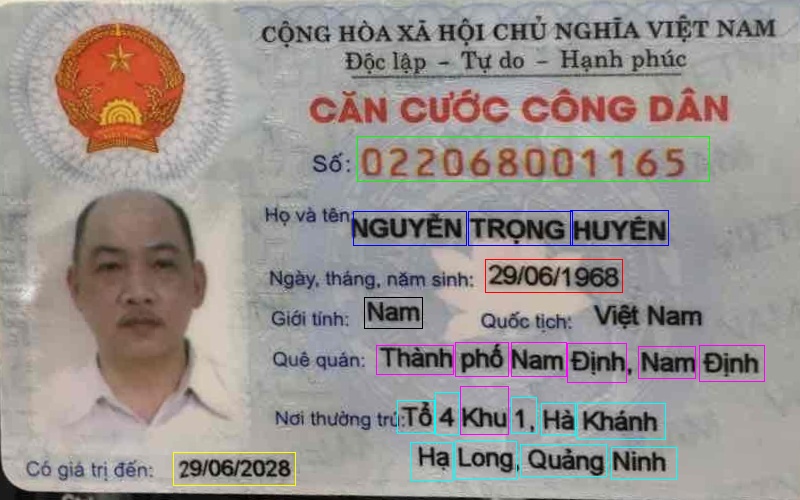 CỘNG HÒA XÃ HỘI CHỦ NGHĨA VIỆT NAM
Độc lập - Tự do - Hạnh phúc
CĂN CƯỚC CÔNG DÂN
Số: 022068001165
Họ và tên: NGUYỄN TRỌNG HUYÊN
Ngày, tháng, năm sinh: 29/06/1968
Giới tính: Nam Quốc tịch: Việt Nam
Quê quán: Thành phố Nam Định, Nam Định
Nơi thường trú: Tổ 4 Khu 1, Hà Khánh
Hạ Long, Quảng Ninh
Có giá trị đến: 29/06/2028